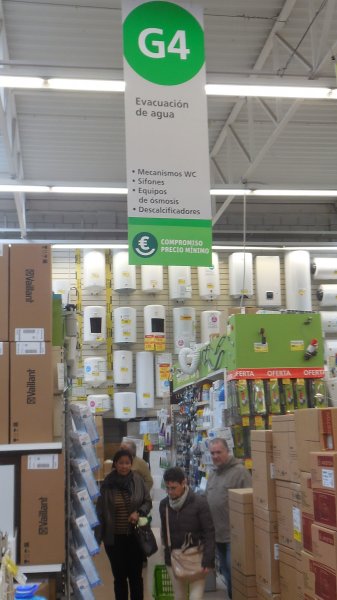 G4
Evacuación
de agua
• Mecanismos WC
• Sifones
• Equipos
de ósmosis
• Descalcificadores
€ COMPROMISO
PRECIO MÍNIMO
Vaillant
Vaillant
Vaillant
OFERTA
OFERTA
OFERTA